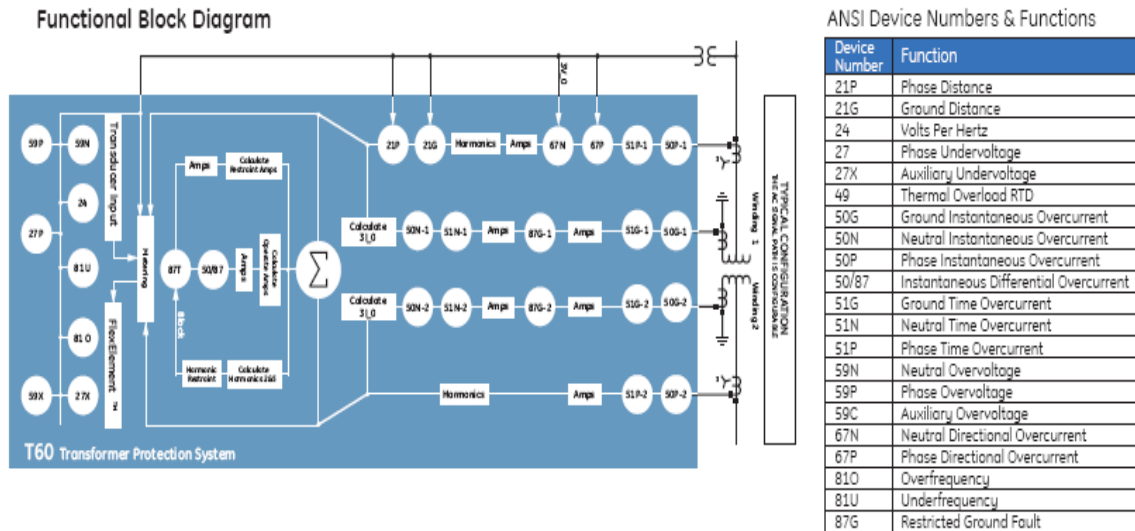 Functional Block Diagram
3V_0
59P
59N
24
27P
81U
81O
59X
27X
Transducer Input
FlexElement ™
Metering
Amps
Calculate
Restraint Amps
87T
50/87
Amps
Calculate
Operate Amps
Σ
Block
Harmonic
Restraint
Calculate
Harmonics 2&5
21P
21G
Harmonics
Amps
67N
67P
51P-1
50P-1
Calculate
3I_0
50N-1
51N-1
Amps
87G-1
51G-1
50G-1
Calculate
3I_0
50N-2
51N-2
Amps
87G-2
51G-2
50G-2
Harmonics
Amps
51P-2
50P-2
Winding 1
Winding 2
TYPICAL CONFIGURATION
THE AC SIGNAL PATH IS CONFIGURABLE
T60 Transformer Protection System
ANSI Device Numbers & Functions
Device Number Function
21P Phase Distance
21G Ground Distance
24 Volts Per Hertz
27 Phase Undervoltage
27X Auxiliary Undervoltage
49 Thermal Overload RTD
50G Ground Instantaneous Overcurrent
50N Neutral Instantaneous Overcurrent
50P Phase Instantaneous Overcurrent
50/87 Instantaneous Differential Overcurrent
51G Ground Time Overcurrent
51N Neutral Time Overcurrent
51P Phase Time Overcurrent
59N Neutral Overvoltage
59P Phase Overvoltage
59C Auxiliary Overvoltage
67N Neutral Directional Overcurrent
67P Phase Directional Overcurrent
81O Overfrequency
81U Underfrequency
87G Restricted Ground Fault